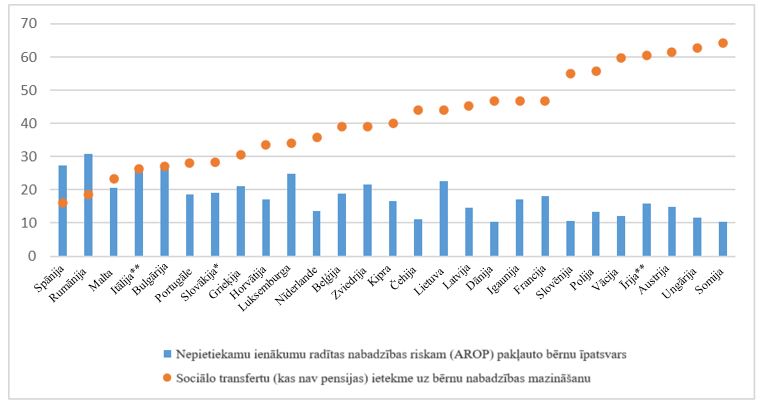 70
60
50
40
30
20
10
0
Spānija
Rumānija
Malta
Itālija**
Bulgārija
Portugāle
Slovākija*
Grieķija
Horvātija
Luksemburga
Nīderlande
Beļģija
Zviedrija
Kipra
Čehija
Lietuva
Latvija
Dānija
Igaunija
Francija
Slovēnija
Polija
Vācija
Īrija**
Austrija
Ungārija
Somija
Nepietiekamu ienākumu radītas nabadzības riskam (AROP) pakļauto bērnu īpatsvars
Sociālo transfertu (kas nav pensijas) ietekme uz bērnu nabadzības mazināšanu